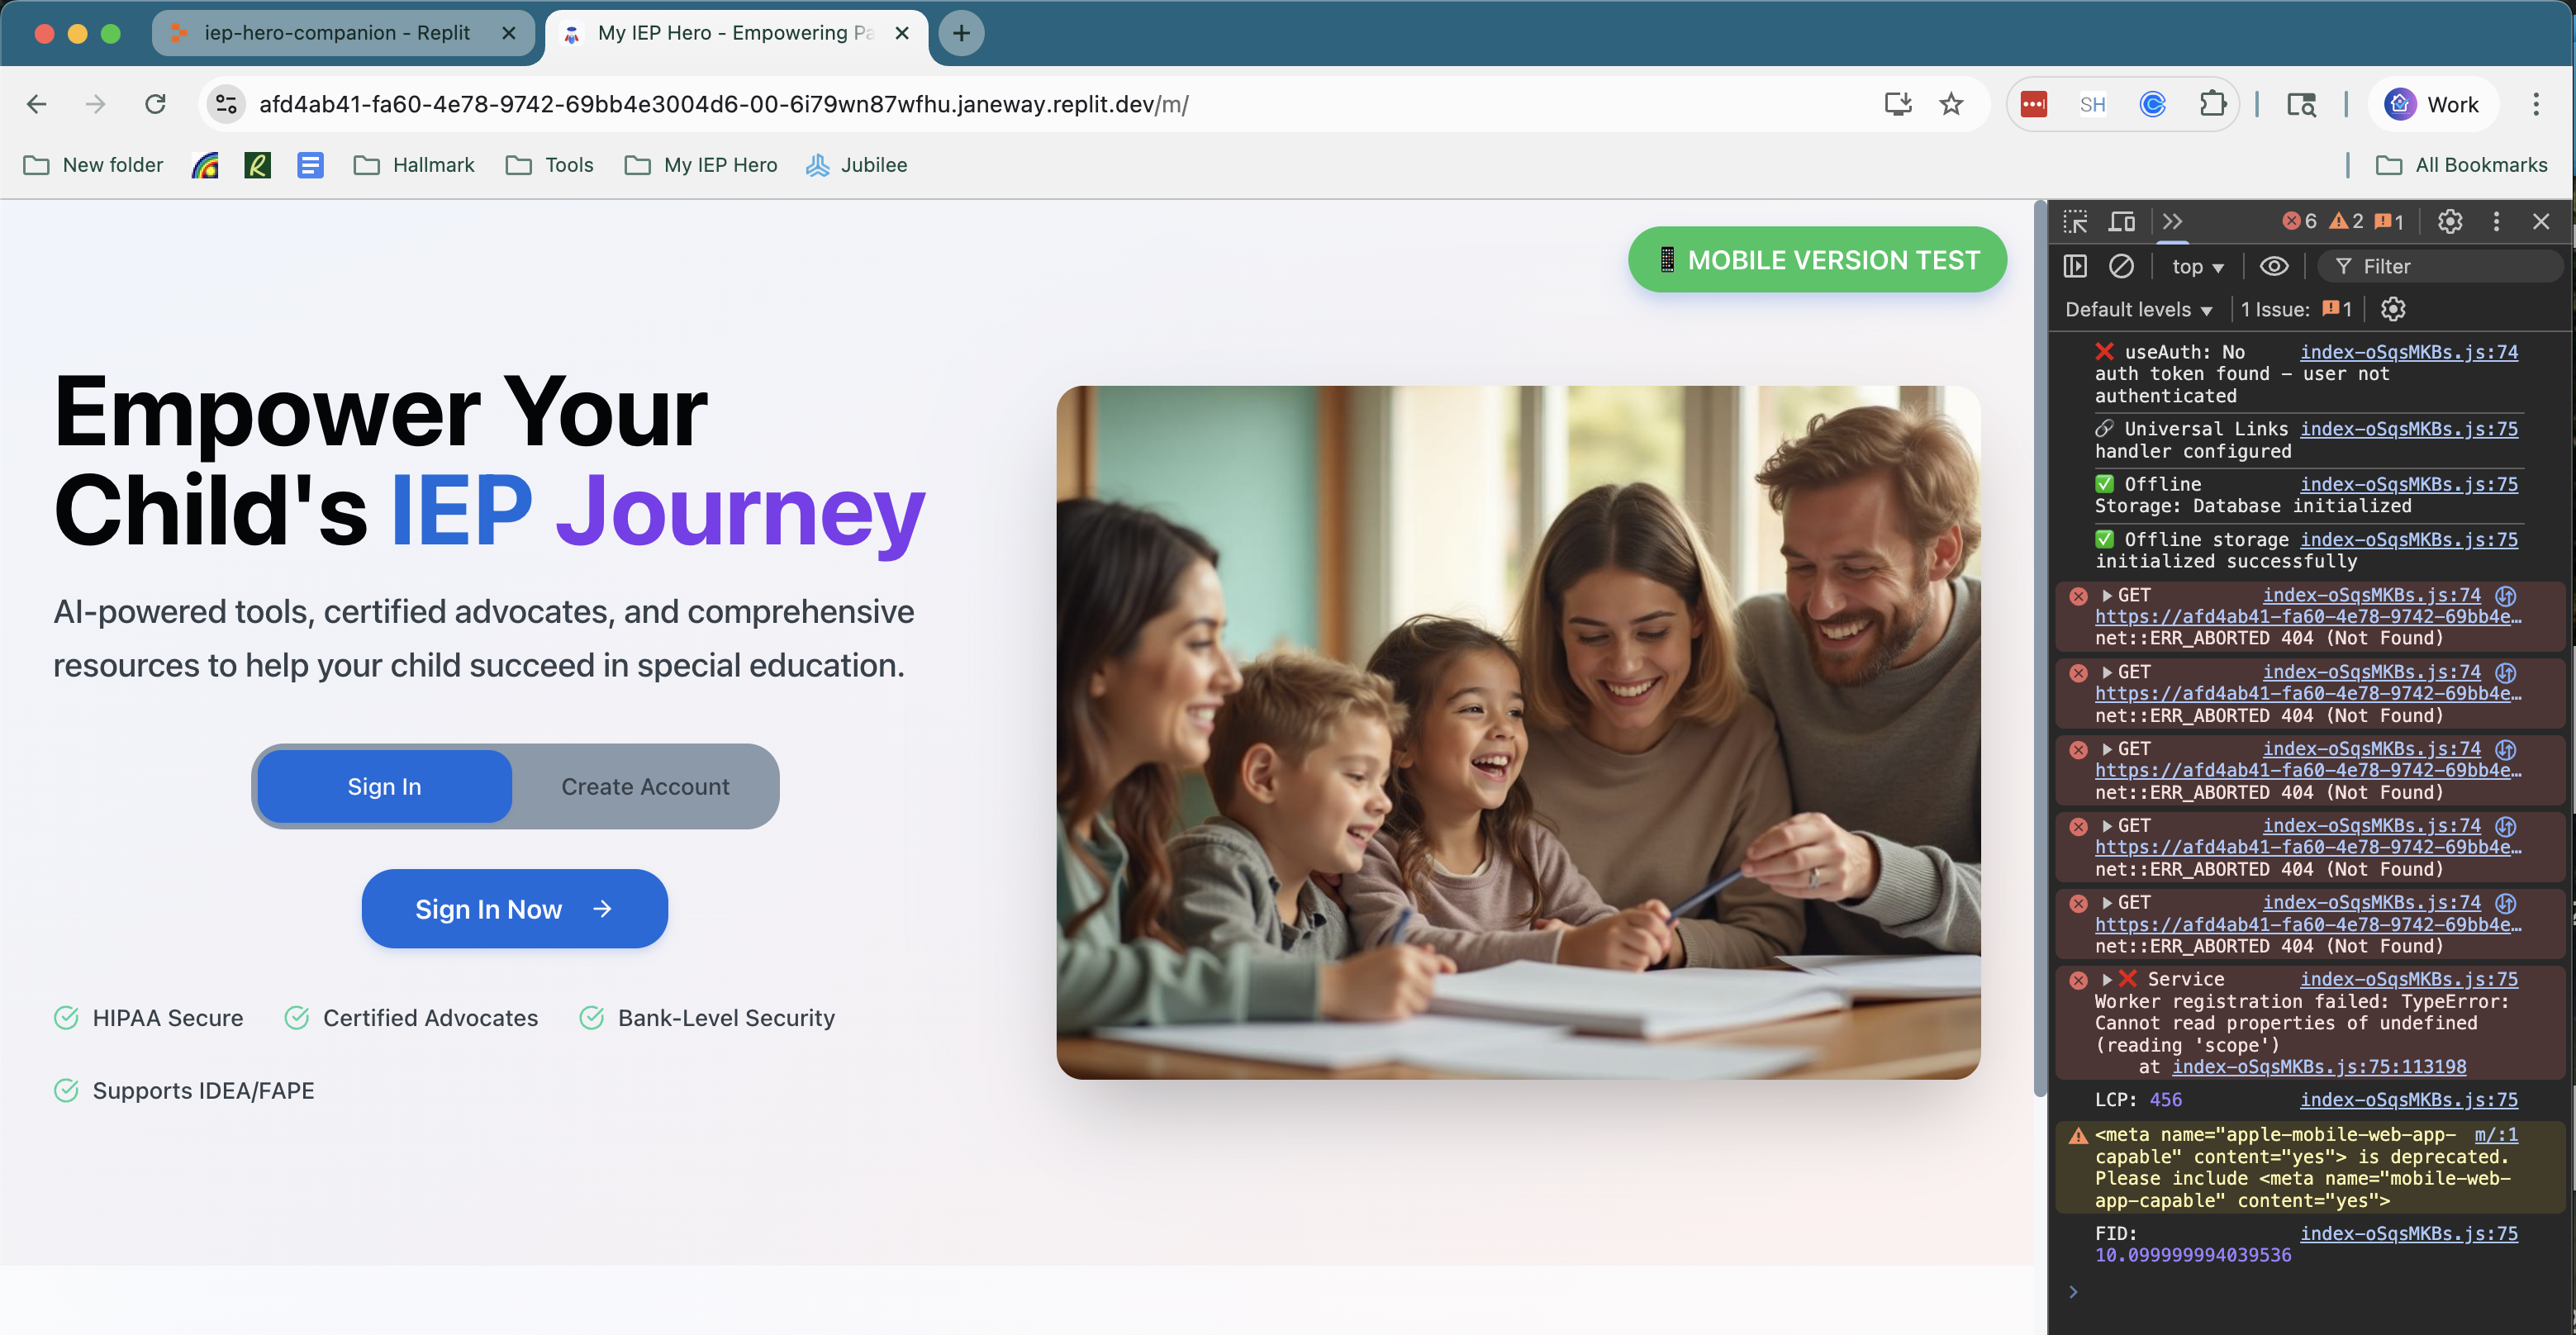 iep-hero-companion - Replit
My IEP Hero - Empowering Pa
afd4ab41-fa60-4e78-9742-69bb4e3004d6-00-6i79wn87wfhu.janeway.replit.dev/m/
SH
Work
New folder
R
Hallmark
Tools
My IEP Hero
Jubilee
All Bookmarks
📱 MOBILE VERSION TEST
Empower Your
Child's IEP Journey
AI-powered tools, certified advocates, and comprehensive
resources to help your child succeed in special education.
Sign In
Create Account
Sign In Now →
HIPAA Secure
Certified Advocates
Bank-Level Security
Supports IDEA/FAPE
6 2 1
top
Filter
Default levels
1 Issue: 1
❌ useAuth: No index-oSqsMKBs.js:74
auth token found – user not
authenticated
🔗 Universal Links index-oSqsMKBs.js:75
handler configured
✅ Offline index-oSqsMKBs.js:75
Storage: Database initialized
✅ Offline storage index-oSqsMKBs.js:75
initialized successfully
GET index-oSqsMKBs.js:74
https://afd4ab41-fa60-4e78-9742-69bb4e…
net::ERR_ABORTED 404 (Not Found)
GET index-oSqsMKBs.js:74
https://afd4ab41-fa60-4e78-9742-69bb4e…
net::ERR_ABORTED 404 (Not Found)
GET index-oSqsMKBs.js:74
https://afd4ab41-fa60-4e78-9742-69bb4e…
net::ERR_ABORTED 404 (Not Found)
GET index-oSqsMKBs.js:74
https://afd4ab41-fa60-4e78-9742-69bb4e…
net::ERR_ABORTED 404 (Not Found)
GET index-oSqsMKBs.js:74
https://afd4ab41-fa60-4e78-9742-69bb4e…
net::ERR_ABORTED 404 (Not Found)
❌ Service index-oSqsMKBs.js:75
Worker registration failed: TypeError:
Cannot read properties of undefined
(reading 'scope')
at index-oSqsMKBs.js:75:113198
LCP: 456 index-oSqsMKBs.js:75
<meta name="apple-mobile-web-app- m/:1
capable" content="yes"> is deprecated.
Please include <meta name="mobile-web-
app-capable" content="yes">
FID: index-oSqsMKBs.js:75
10.099999994039536